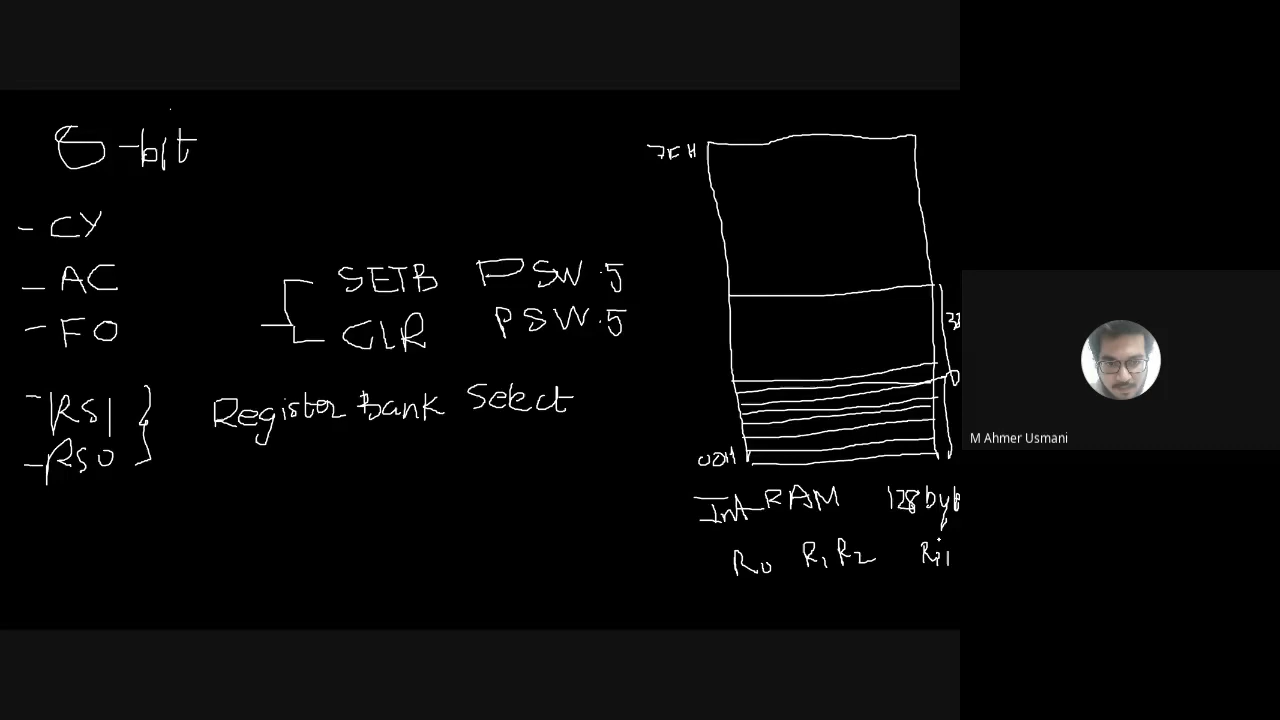 8-bit
- CY
- AC
- F0
SETB PSW.5
CLR PSW.5
- RS1
- RS0
Register Bank Select
7FH
00H
Int RAM 128 byt
R0 R1 R2
M Ahmer Usmani